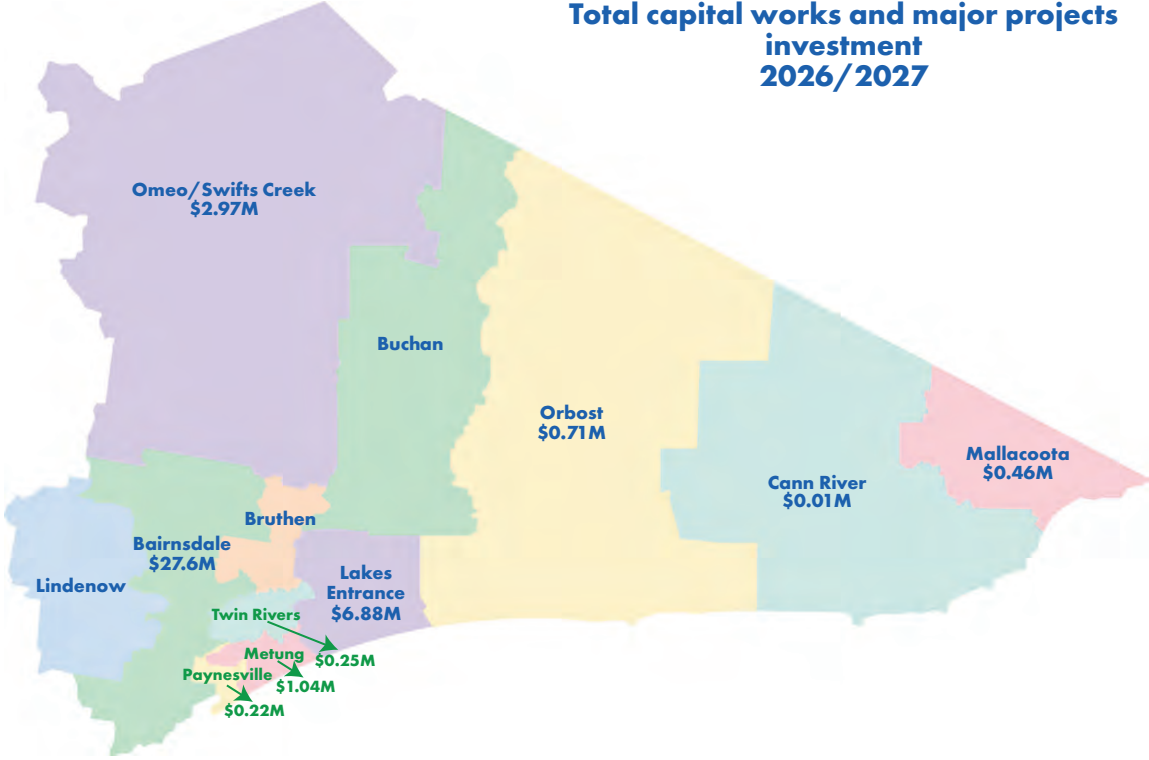 Total capital works and major projects
investment
2026/2027
Omeo/Swifts Creek
$2.97M
Buchan
Orbost
$0.71M
Mallacoota
$0.46M
Cann River
$0.01M
Bruthen
Bairnsdale
$27.6M
Lindenow
Lakes
Entrance
$6.88M
Twin Rivers
$0.25M
Metung
$1.04M
Paynesville
$0.22M